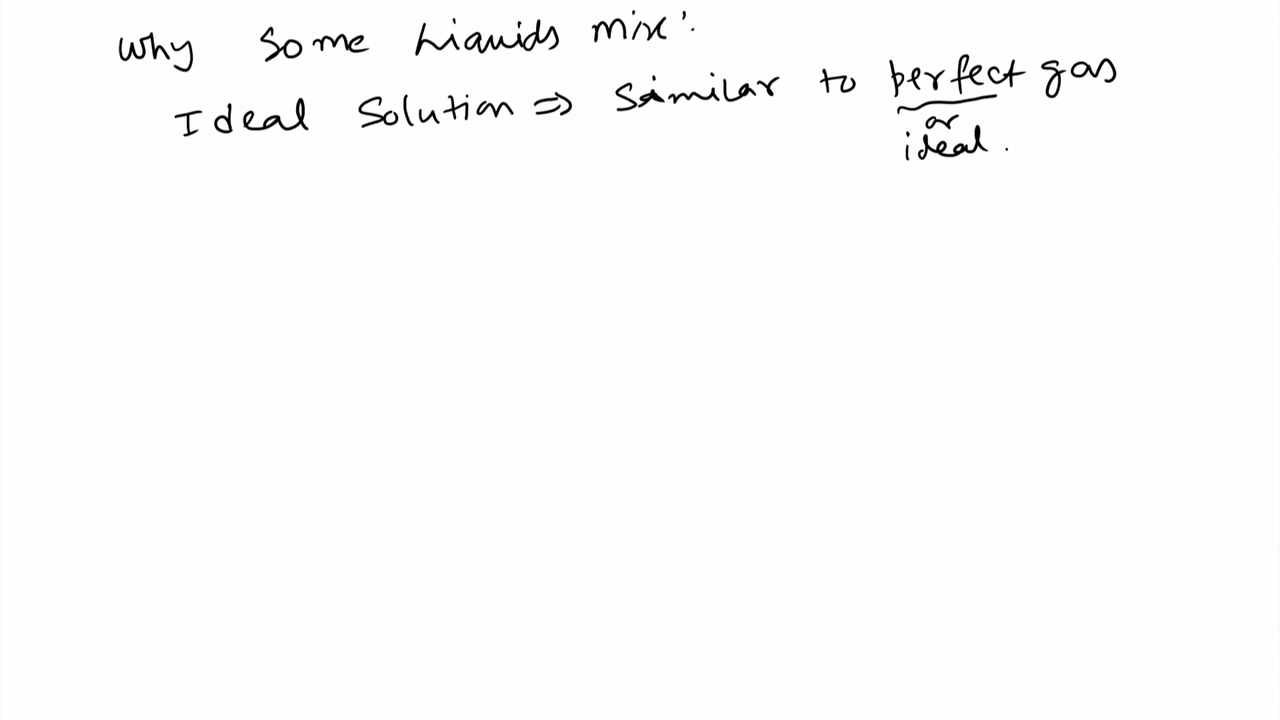 Why Some Liquids mix:
Ideal Solution ⇒ Similar to perfect gas
or
ideal.